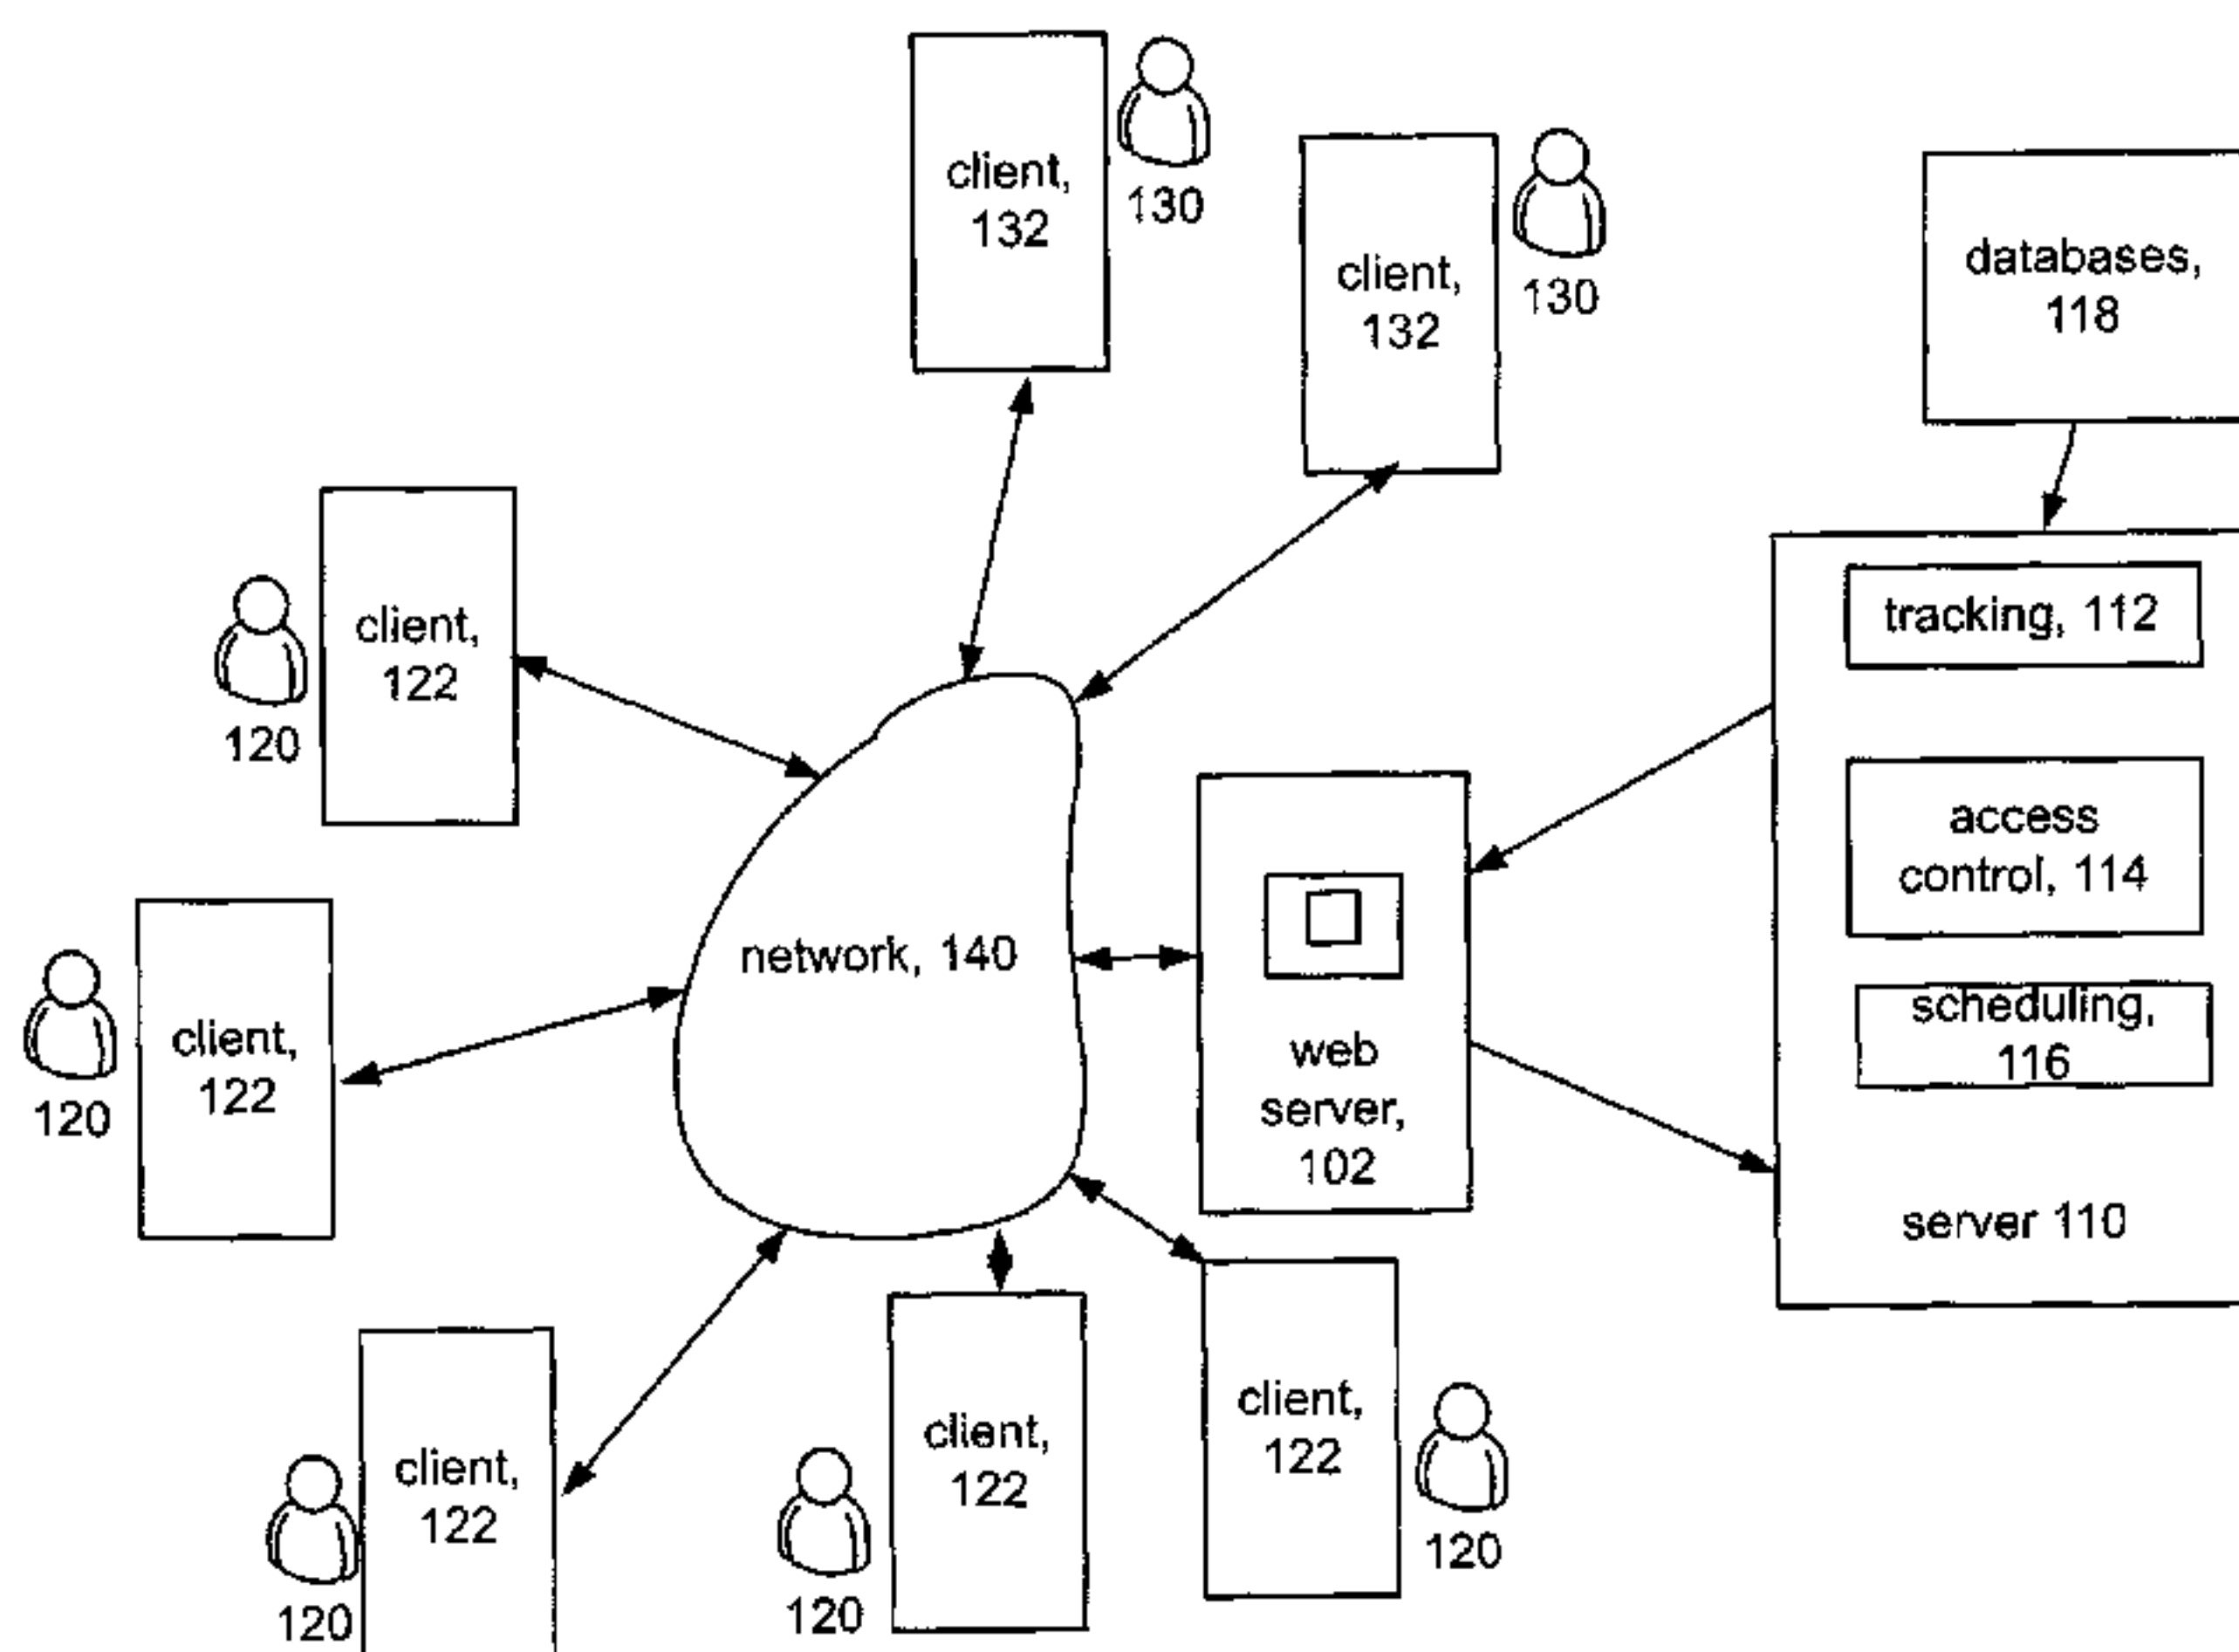 client,
132
130
client,
132
130
databases,
118
client,
122
120
tracking, 112
access
control, 114
scheduling,
116
server 110
network, 140
web
server,
102
client,
122
120
client,
122
120
client,
122
120
client,
122
120